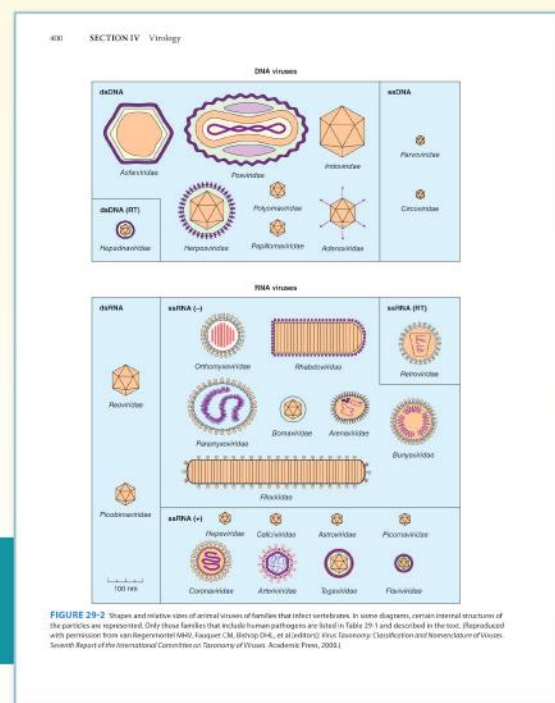 400 SECTION IV Virology
DNA viruses
dsDNA
ssDNA
Asfarviridae
Poxviridae
Iridoviridae
Parvoviridae
dsDNA (RT)
Polyomaviridae
Circoviridae
Hepadnaviridae
Herpesviridae
Papillomaviridae
Adenoviridae
RNA viruses
dsRNA
ssRNA (–)
ssRNA (RT)
Orthomyxoviridae
Rhabdoviridae
Retroviridae
Reoviridae
Paramyxoviridae
Bornaviridae
Arenaviridae
Bunyaviridae
Filoviridae
Picobirnaviridae
ssRNA (+)
Hepeviridae
Caliciviridae
Astroviridae
Picornaviridae
100 nm
Coronaviridae
Arteriviridae
Togaviridae
Flaviviridae
FIGURE 29-2 Shapes and relative sizes of animal viruses of families that infect vertebrates. In some diagrams, certain internal structures of
the particles are represented. Only those families that include human pathogens are listed in Table 29-1 and described in the text. (Reproduced
with permission from van Regenmortel MHV, Fauquet CM, Bishop DHL, et al [editors]: Virus Taxonomy: Classification and Nomenclature of Viruses.
Seventh Report of the International Committee on Taxonomy of Viruses. Academic Press, 2000.)